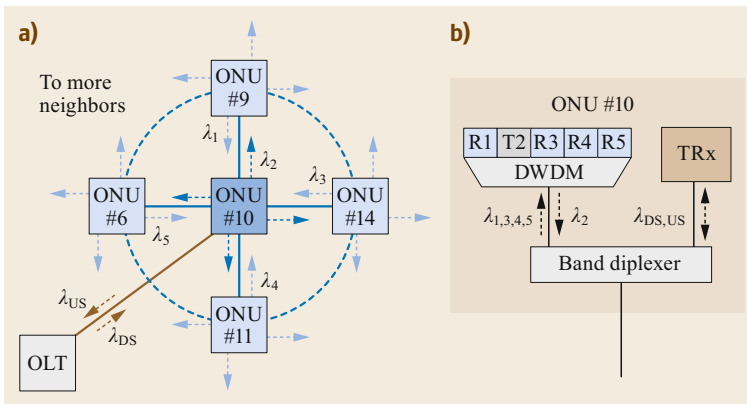 a)
To more
neighbors
ONU
#9
λ1
λ2
ONU
#6
ONU
#10
λ3
ONU
#14
λ5
λ4
ONU
#11
λUS
λDS
OLT
b)
ONU #10
R1 T2 R3 R4 R5
DWDM
TRx
λ1,3,4,5
λ2
λDS,US
Band diplexer